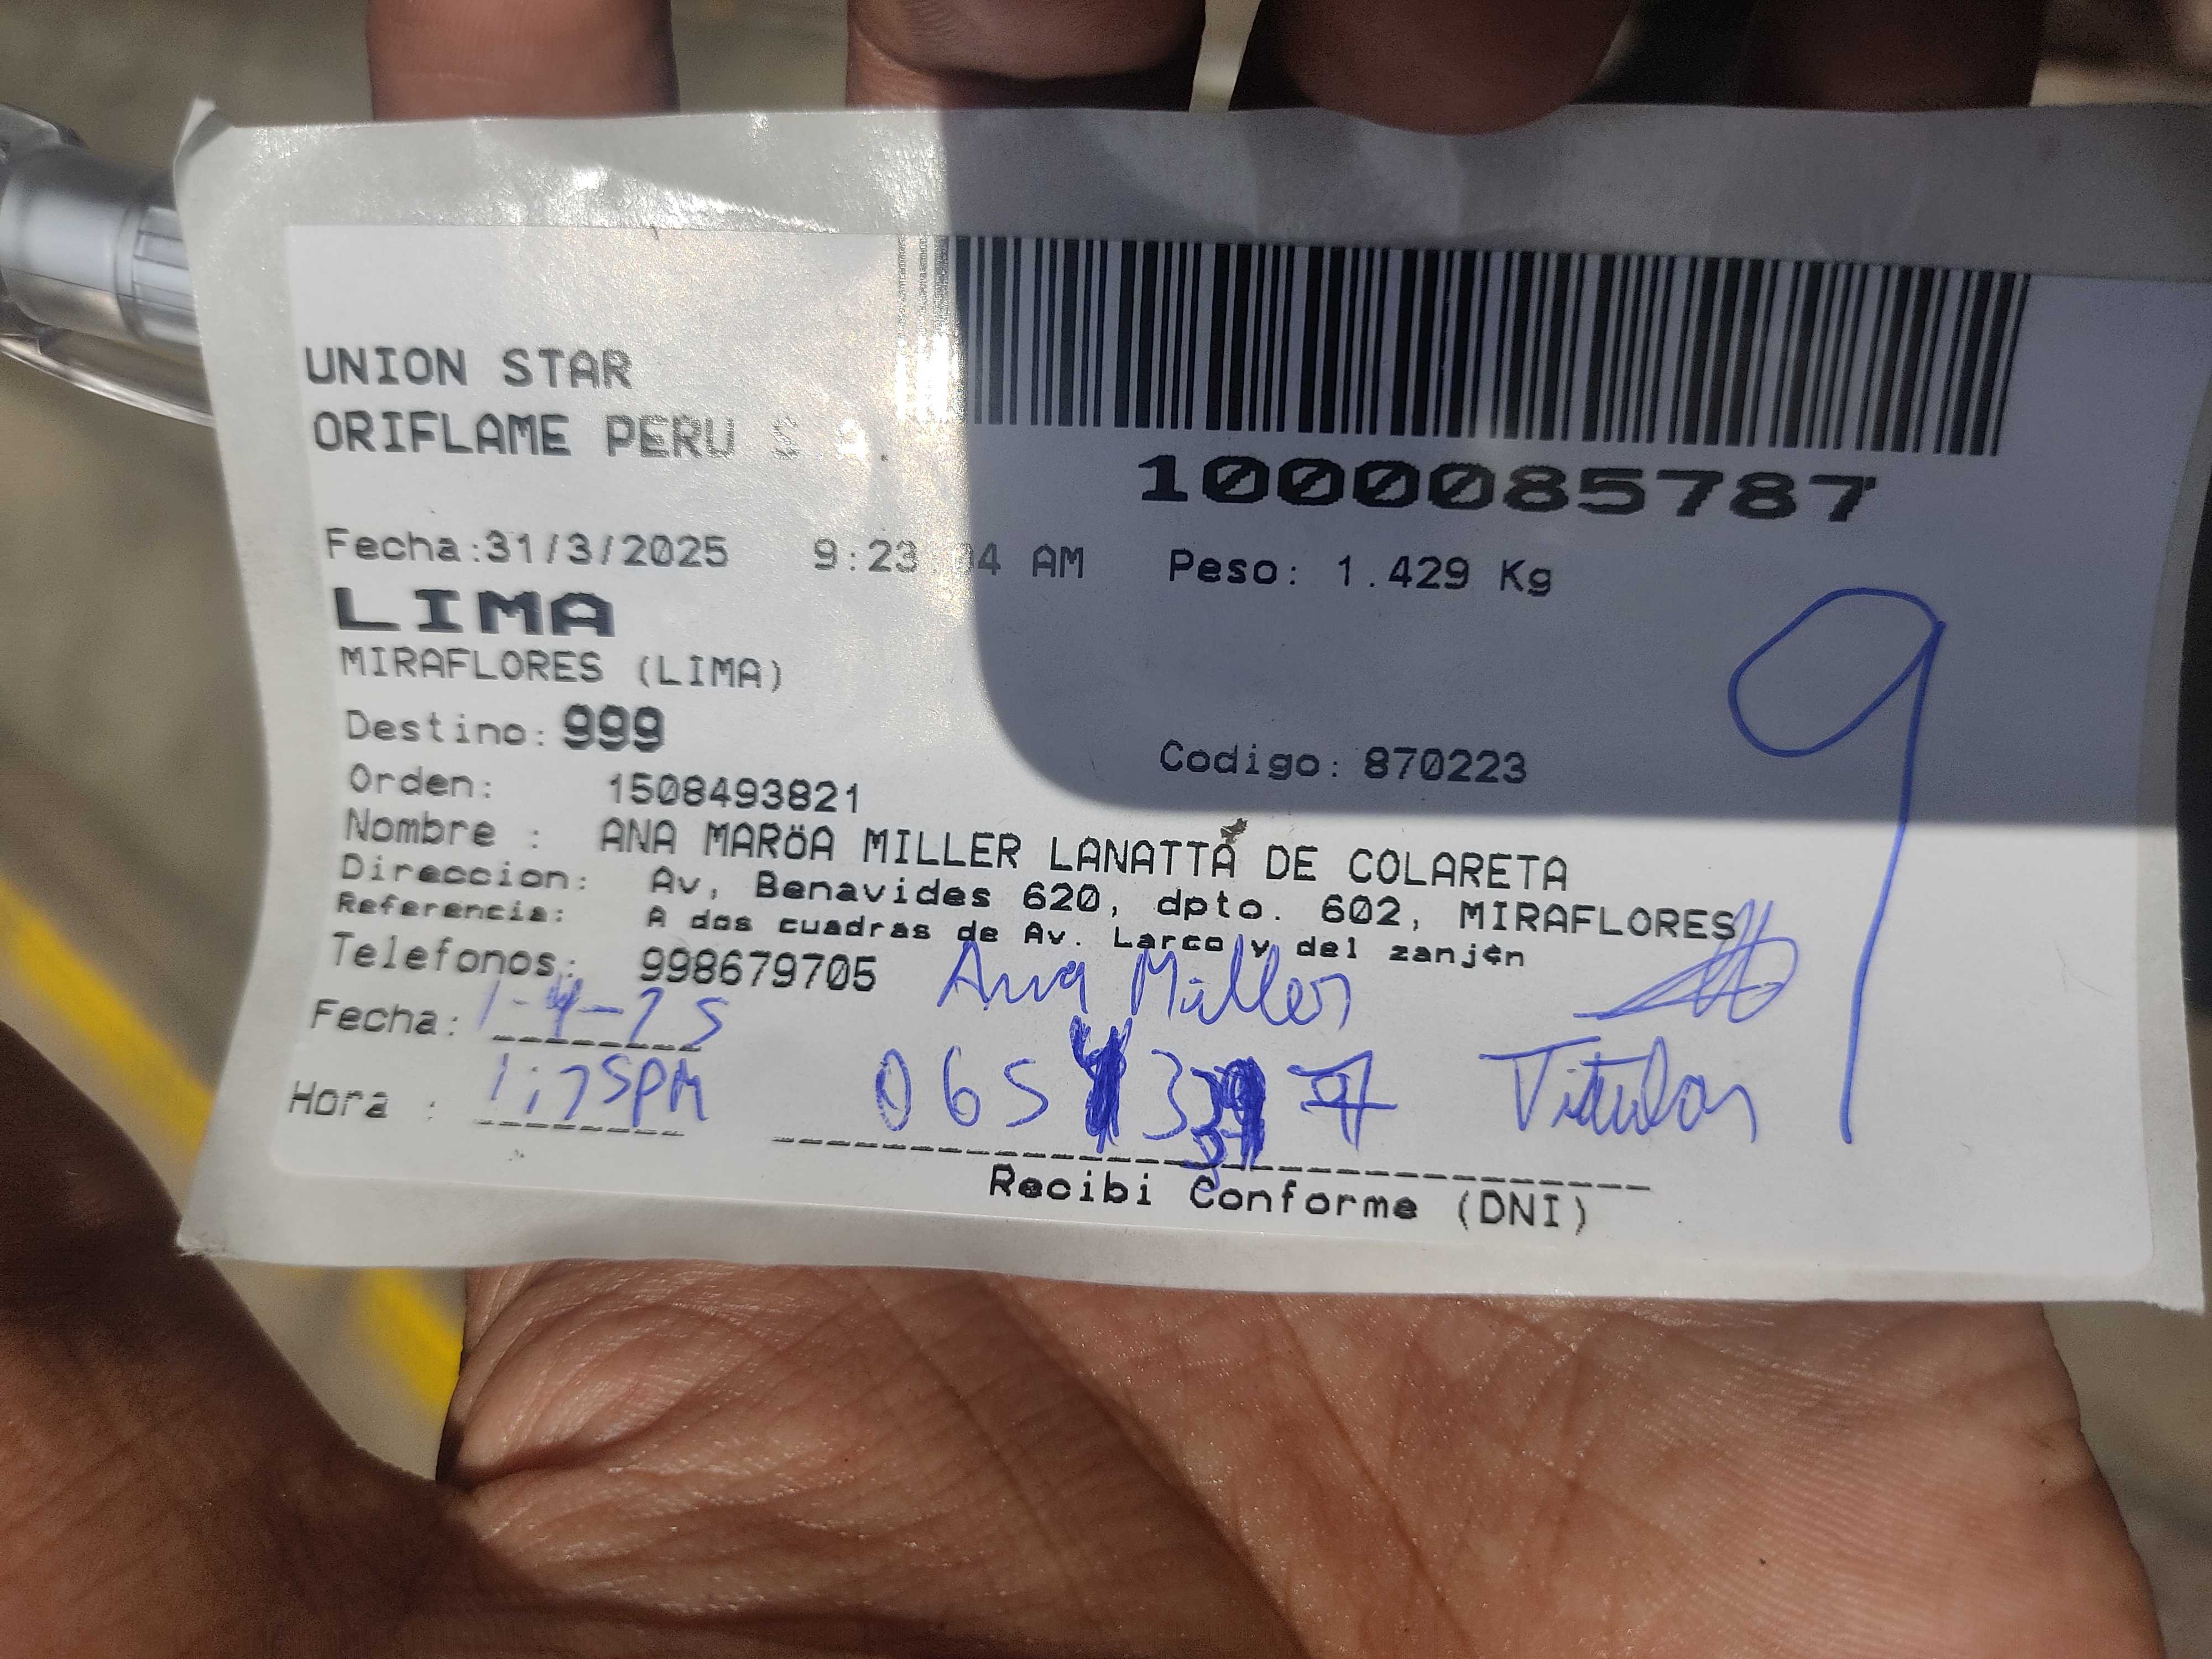 UNION STAR
ORIFLAME PERU S.A.
1000085787
Fecha:31/3/2025 9:23 AM Peso: 1.429 Kg
LIMA
MIRAFLORES (LIMA)
Destino: 999
Codigo: 870223
Orden: 1508493821
Nombre : ANA MARÖA MILLER LANATTA DE COLARETA
Direccion: Av, Benavides 620, dpto. 602, MIRAFLORES
Referencia: A dos cuadras de Av. Larco y del zanj¢n
Telefonos: 998679705
Ana Miller
Fecha: 1-4-25
Hora : Titular
Recibi Conforme (DNI)
9